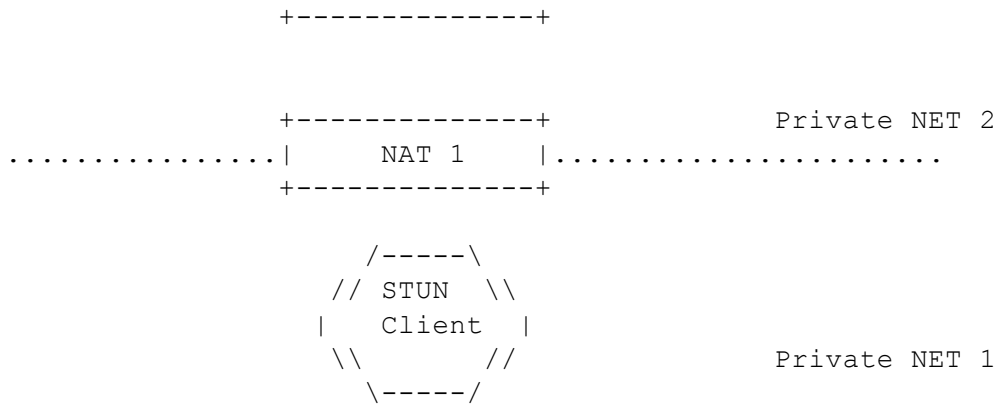 +--------------+
+--------------+ Private NET 2
................| NAT 1 |.......................
+--------------+
/-----\
// STUN \\
| Client |
\\ // Private NET 1
\-----/